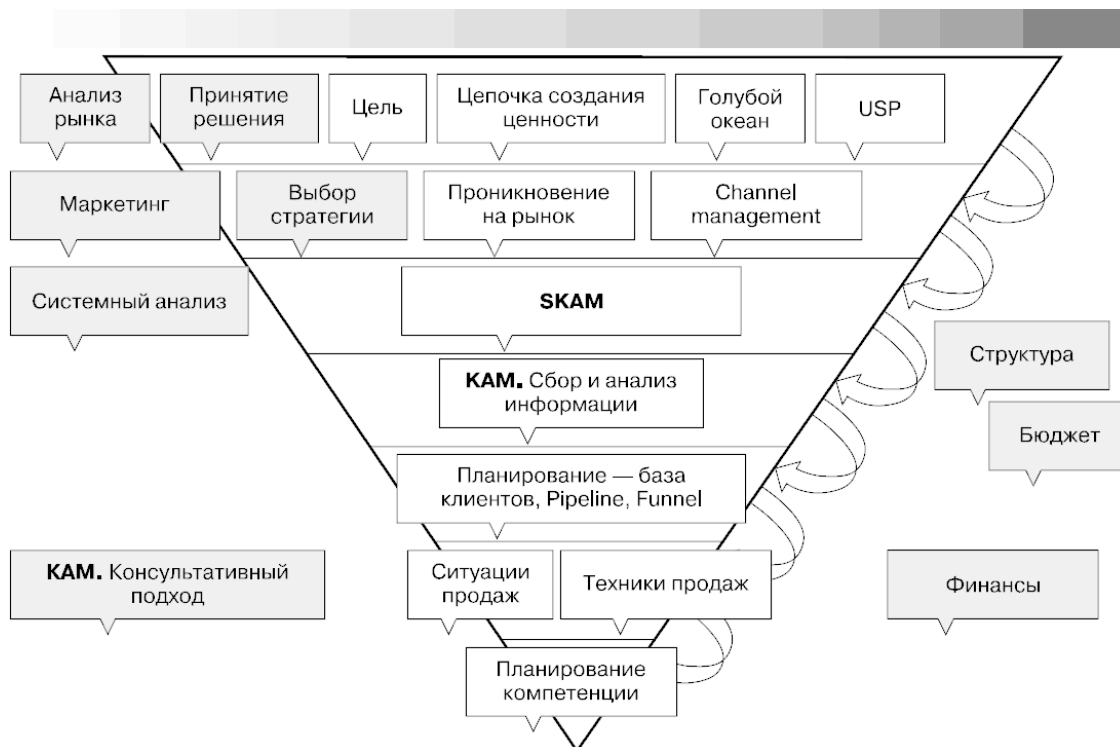 Анализ
рынка
Принятие
решения
Цель
Цепочка создания
ценности
Голубой
океан
USP
Маркетинг
Выбор
стратегии
Проникновение
на рынок
Channel
management
Системный анализ
SKAM
Структура
КАМ. Сбор и анализ
информации
Бюджет
Планирование — база
клиентов, Pipeline, Funnel
КАМ. Консультативный
подход
Ситуации
продаж
Техники продаж
Финансы
Планирование
компетенции